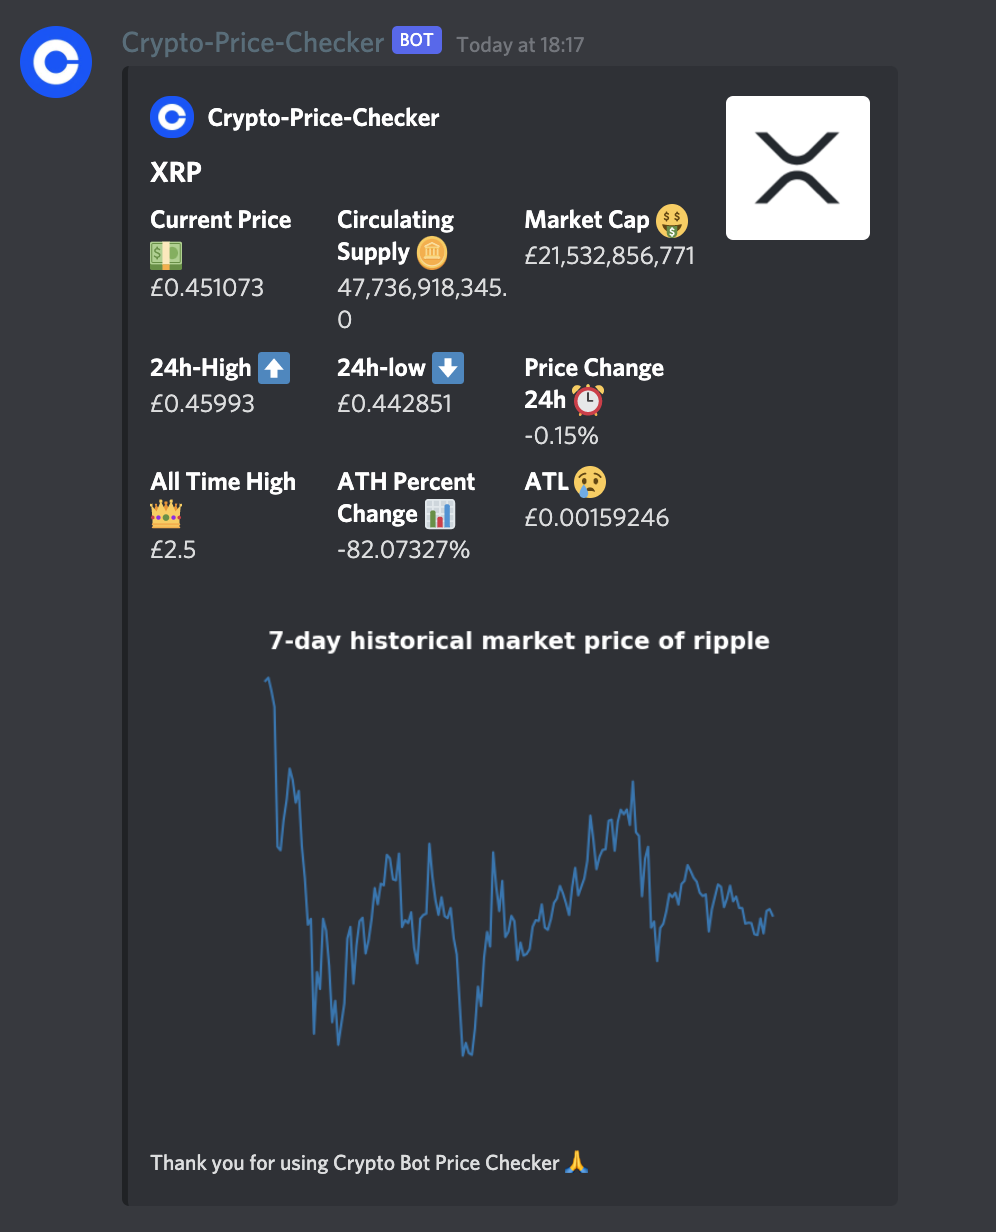 Crypto-Price-Checker BOT Today at 18:17
Crypto-Price-Checker
XRP
Current Price
£0.451073
Circulating
Supply
47,736,918,345.
0
Market Cap
£21,532,856,771
24h-High
£0.45993
24h-low
£0.442851
Price Change
24h
-0.15%
All Time High
£2.5
ATH Percent
Change
-82.07327%
ATL
£0.00159246
7-day historical market price of ripple
Thank you for using Crypto Bot Price Checker